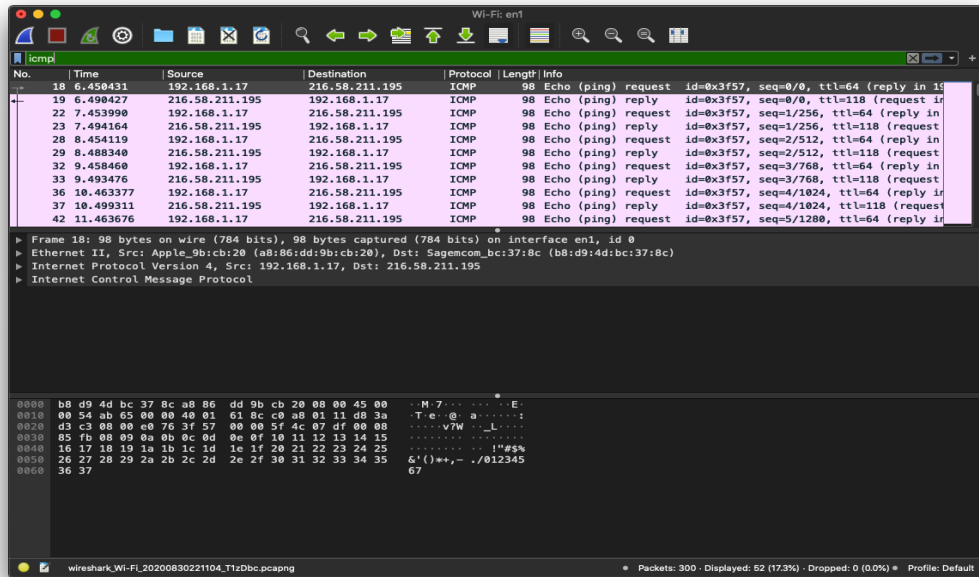 Wi-Fi: en1
icmp
No. Time Source Destination Protocol Length Info
18 6.450431 192.168.1.17 216.58.211.195 ICMP 98 Echo (ping) request id=0x3f57, seq=0/0, ttl=64 (reply in 19
19 6.490427 216.58.211.195 192.168.1.17 ICMP 98 Echo (ping) reply id=0x3f57, seq=0/0, ttl=118 (request in
22 7.453990 192.168.1.17 216.58.211.195 ICMP 98 Echo (ping) request id=0x3f57, seq=1/256, ttl=64 (reply in
23 7.494164 216.58.211.195 192.168.1.17 ICMP 98 Echo (ping) reply id=0x3f57, seq=1/256, ttl=118 (request
28 8.454119 192.168.1.17 216.58.211.195 ICMP 98 Echo (ping) request id=0x3f57, seq=2/512, ttl=64 (reply in
29 8.488340 216.58.211.195 192.168.1.17 ICMP 98 Echo (ping) reply id=0x3f57, seq=2/512, ttl=118 (request
32 9.458460 192.168.1.17 216.58.211.195 ICMP 98 Echo (ping) request id=0x3f57, seq=3/768, ttl=64 (reply in
33 9.493476 216.58.211.195 192.168.1.17 ICMP 98 Echo (ping) reply id=0x3f57, seq=3/768, ttl=118 (request
36 10.463377 192.168.1.17 216.58.211.195 ICMP 98 Echo (ping) request id=0x3f57, seq=4/1024, ttl=64 (reply in
37 10.499311 216.58.211.195 192.168.1.17 ICMP 98 Echo (ping) reply id=0x3f57, seq=4/1024, ttl=118 (request
42 11.463676 192.168.1.17 216.58.211.195 ICMP 98 Echo (ping) request id=0x3f57, seq=5/1280, ttl=64 (reply in
Frame 18: 98 bytes on wire (784 bits), 98 bytes captured (784 bits) on interface en1, id 0
Ethernet II, Src: Apple_9b:cb:20 (a8:86:dd:9b:cb:20), Dst: Sagemcom_bc:37:8c (b8:d9:4d:bc:37:8c)
Internet Protocol Version 4, Src: 192.168.1.17, Dst: 216.58.211.195
Internet Control Message Protocol
0000 b8 d9 4d bc 37 8c a8 86 dd 9b cb 20 08 00 45 00 ··M·7··· ··· ··E·
0010 00 54 ab 65 00 00 40 01 61 8c c0 a8 01 11 d8 3a ·T·e··@· a······:
0020 d3 c3 08 00 e0 76 3f 57 00 00 5f 4c 07 df 00 08 ·····v?W ··_L····
0030 85 fb 08 09 0a 0b 0c 0d 0e 0f 10 11 12 13 14 15 ········ ········
0040 16 17 18 19 1a 1b 1c 1d 1e 1f 20 21 22 23 24 25 ········ ·· !"#$%
0050 26 27 28 29 2a 2b 2c 2d 2e 2f 30 31 32 33 34 35 &'()*+,- ./012345
0060 36 37 67
wireshark_Wi-Fi_20200830221104_T1zDbc.pcapng Packets: 300 · Displayed: 52 (17.3%) · Dropped: 0 (0.0%) Profile: Default